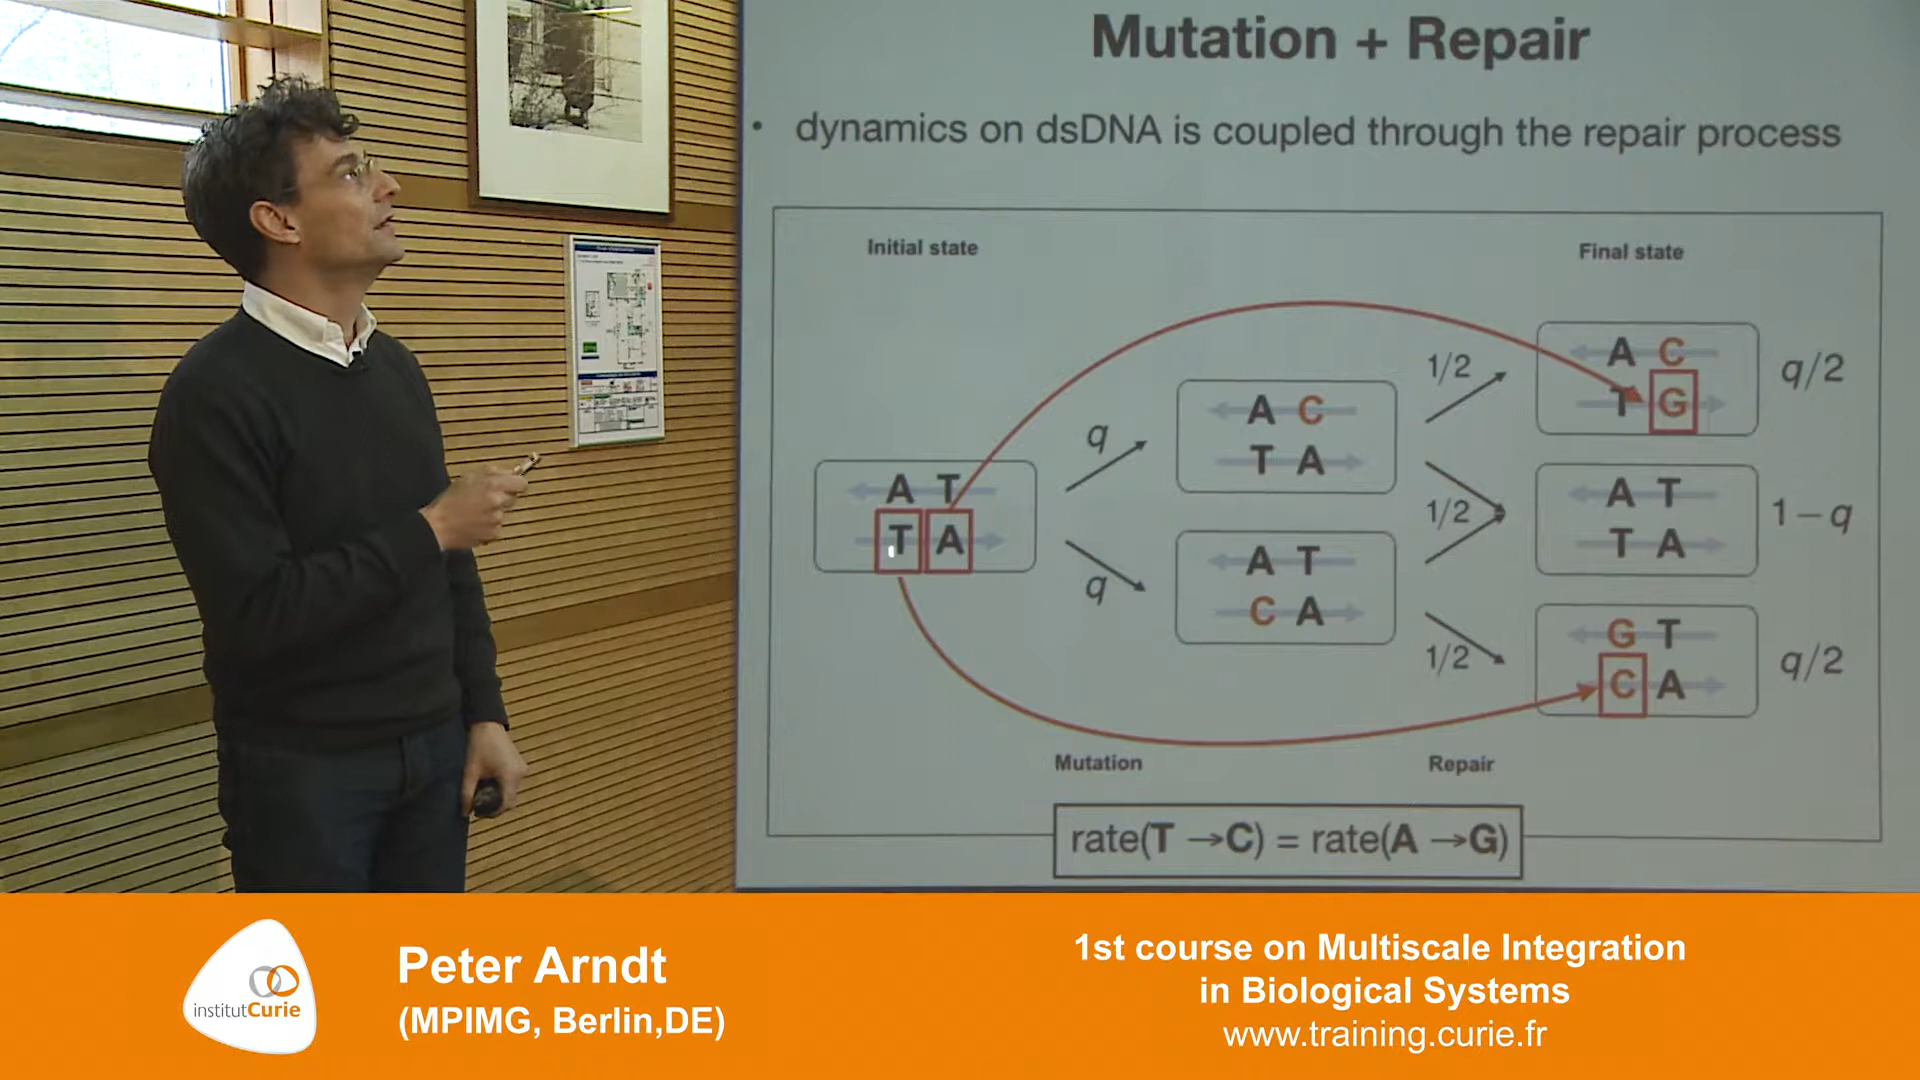 Mutation + Repair
• dynamics on dsDNA is coupled through the repair process
Initial state
Final state
A C
T G
q/2
1/2
A C
T A
q
A T
T A
1/2
A T
T A
1-q
q
A T
C A
1/2
G T
C A
q/2
Mutation
Repair
rate(T →C) = rate(A →G)
institutCurie
Peter Arndt
(MPIMG, Berlin,DE)
1st course on Multiscale Integration
in Biological Systems
www.training.curie.fr